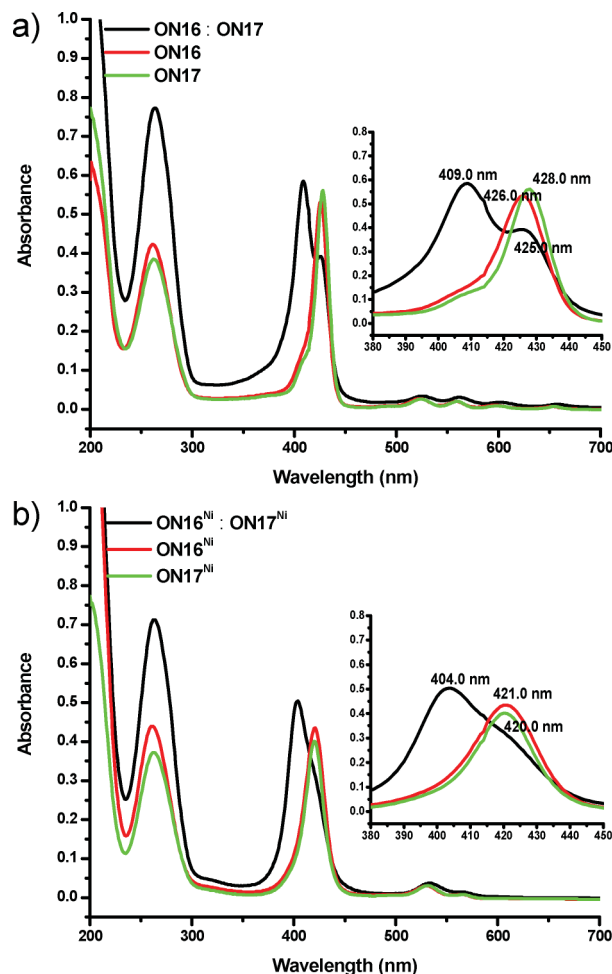 a)
ON16 : ON17
ON16
ON17
1.0
0.9
0.8
0.7
0.6
0.5
0.4
0.3
0.2
0.1
0.0
Absorbance
200 300 400 500 600 700
Wavelength (nm)
0.8
0.7
0.6
0.5
0.4
0.3
0.2
0.1
0.0
409.0 nm
428.0 nm
426.0 nm
425.0 nm
380 390 400 410 420 430 440 450
b)
ON16Ni : ON17Ni
ON16Ni
ON17Ni
1.0
0.9
0.8
0.7
0.6
0.5
0.4
0.3
0.2
0.1
0.0
Absorbance
200 300 400 500 600 700
Wavelength (nm)
0.8
0.7
0.6
0.5
0.4
0.3
0.2
0.1
0.0
404.0 nm
421.0 nm
420.0 nm
380 390 400 410 420 430 440 450